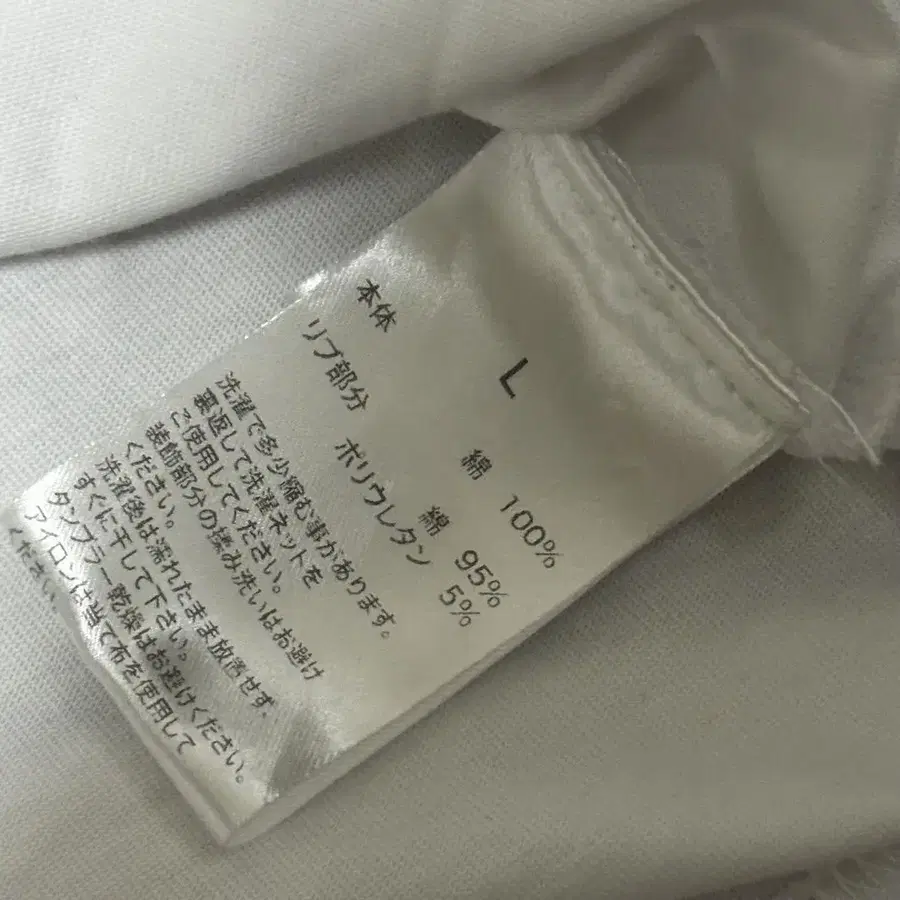 L
本体 綿 100%
リブ部分 綿 95%
ポリウレタン 5%
洗濯で多少縮む事があります。
裏返して洗濯ネットを
ご使用してください。
装飾部分の揉み洗いはお避け
ください。
洗濯後は濡れたまま放置せず、
すぐに干して下さい。
タンブラー乾燥はお避けください。
アイロンは当て布を使用して
ください。